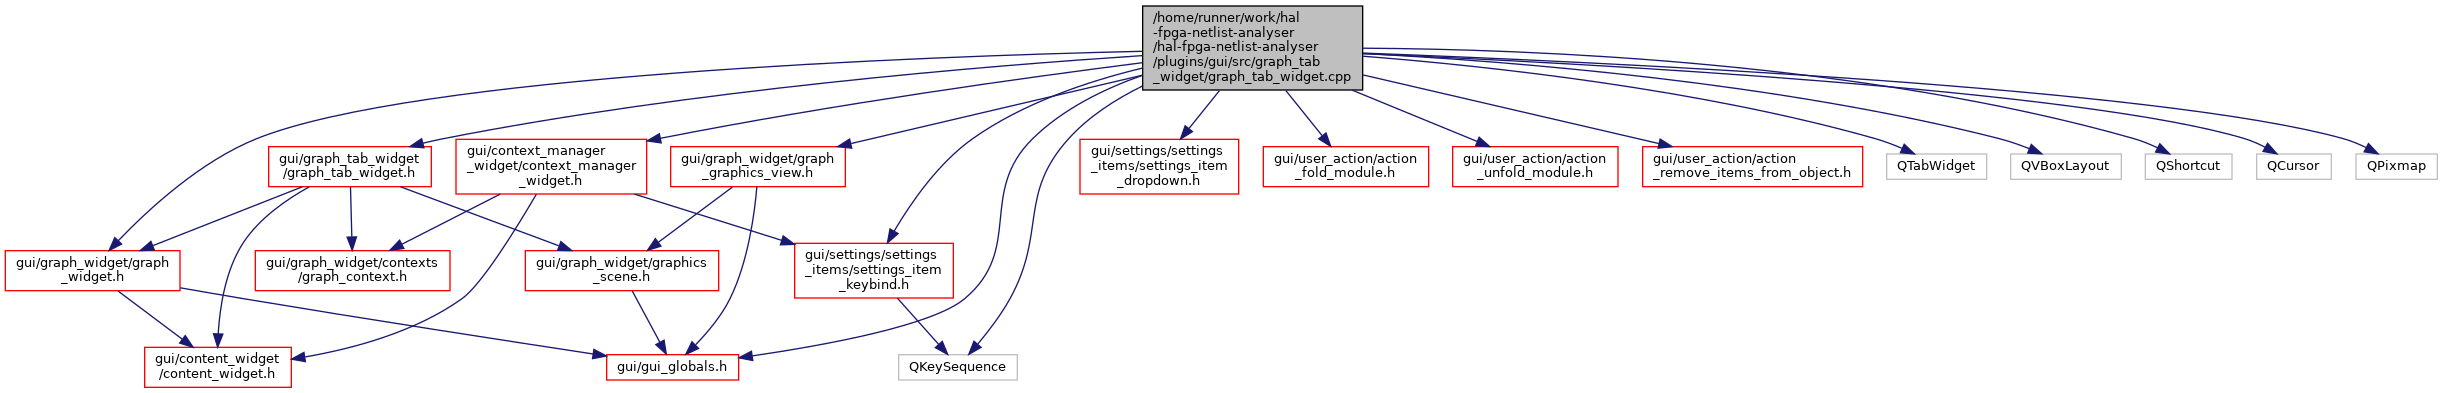 /home/runner/work/hal
-fpga-netlist-analyser
/hal-fpga-netlist-analyser
/plugins/gui/src/graph_tab
_widget/graph_tab_widget.cpp
gui/graph_tab_widget
/graph_tab_widget.h
gui/context_manager
_widget/context_manager
_widget.h
gui/graph_widget/graph
_graphics_view.h
gui/settings/settings
_items/settings_item
_dropdown.h
gui/user_action/action
_fold_module.h
gui/user_action/action
_unfold_module.h
gui/user_action/action
_remove_items_from_object.h
QTabWidget
QVBoxLayout
QShortcut
QCursor
QPixmap
gui/graph_widget/graph
_widget.h
gui/graph_widget/contexts
/graph_context.h
gui/graph_widget/graphics
_scene.h
gui/settings/settings
_items/settings_item
_keybind.h
gui/content_widget
/content_widget.h
gui/gui_globals.h
QKeySequence